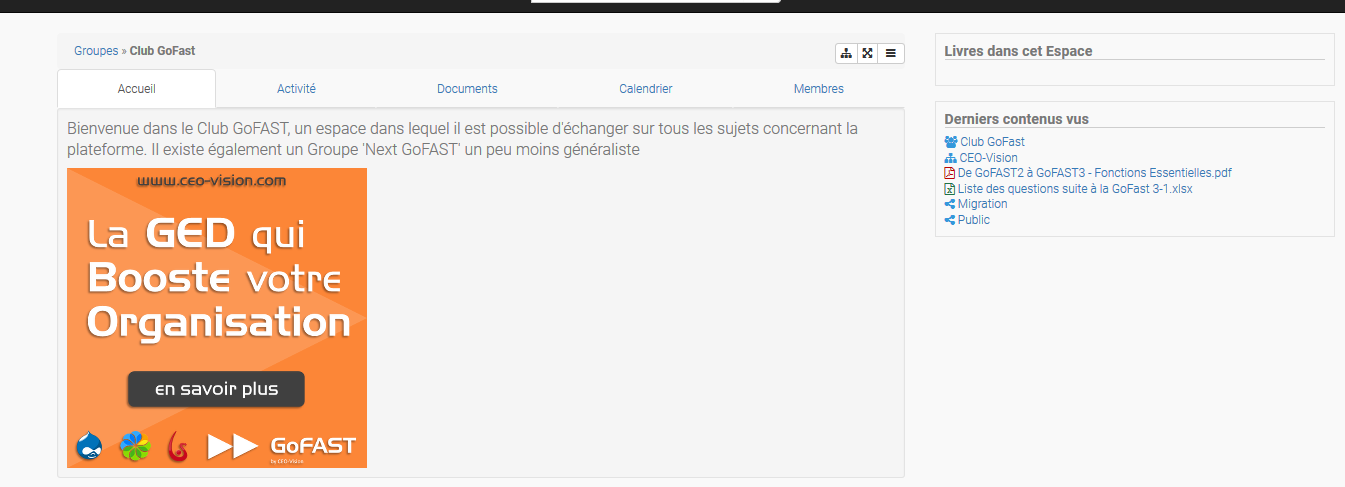 Groupes » Club GoFast
Accueil
Activité
Documents
Calendrier
Membres
Bienvenue dans le Club GoFAST, un espace dans lequel il est possible d'échanger sur tous les sujets concernant la
plateforme. Il existe également un Groupe 'Next GoFAST' un peu moins généraliste
www.ceo-vision.com
La GED qui
Booste votre
Organisation
en savoir plus
GoFAST
by CEO-Vision
Livres dans cet Espace
Derniers contenus vus
Club GoFast
CEO-Vision
De GoFAST2 à GoFAST3 - Fonctions Essentielles.pdf
Liste des questions suite à la GoFast 3-1.xlsx
Migration
Public